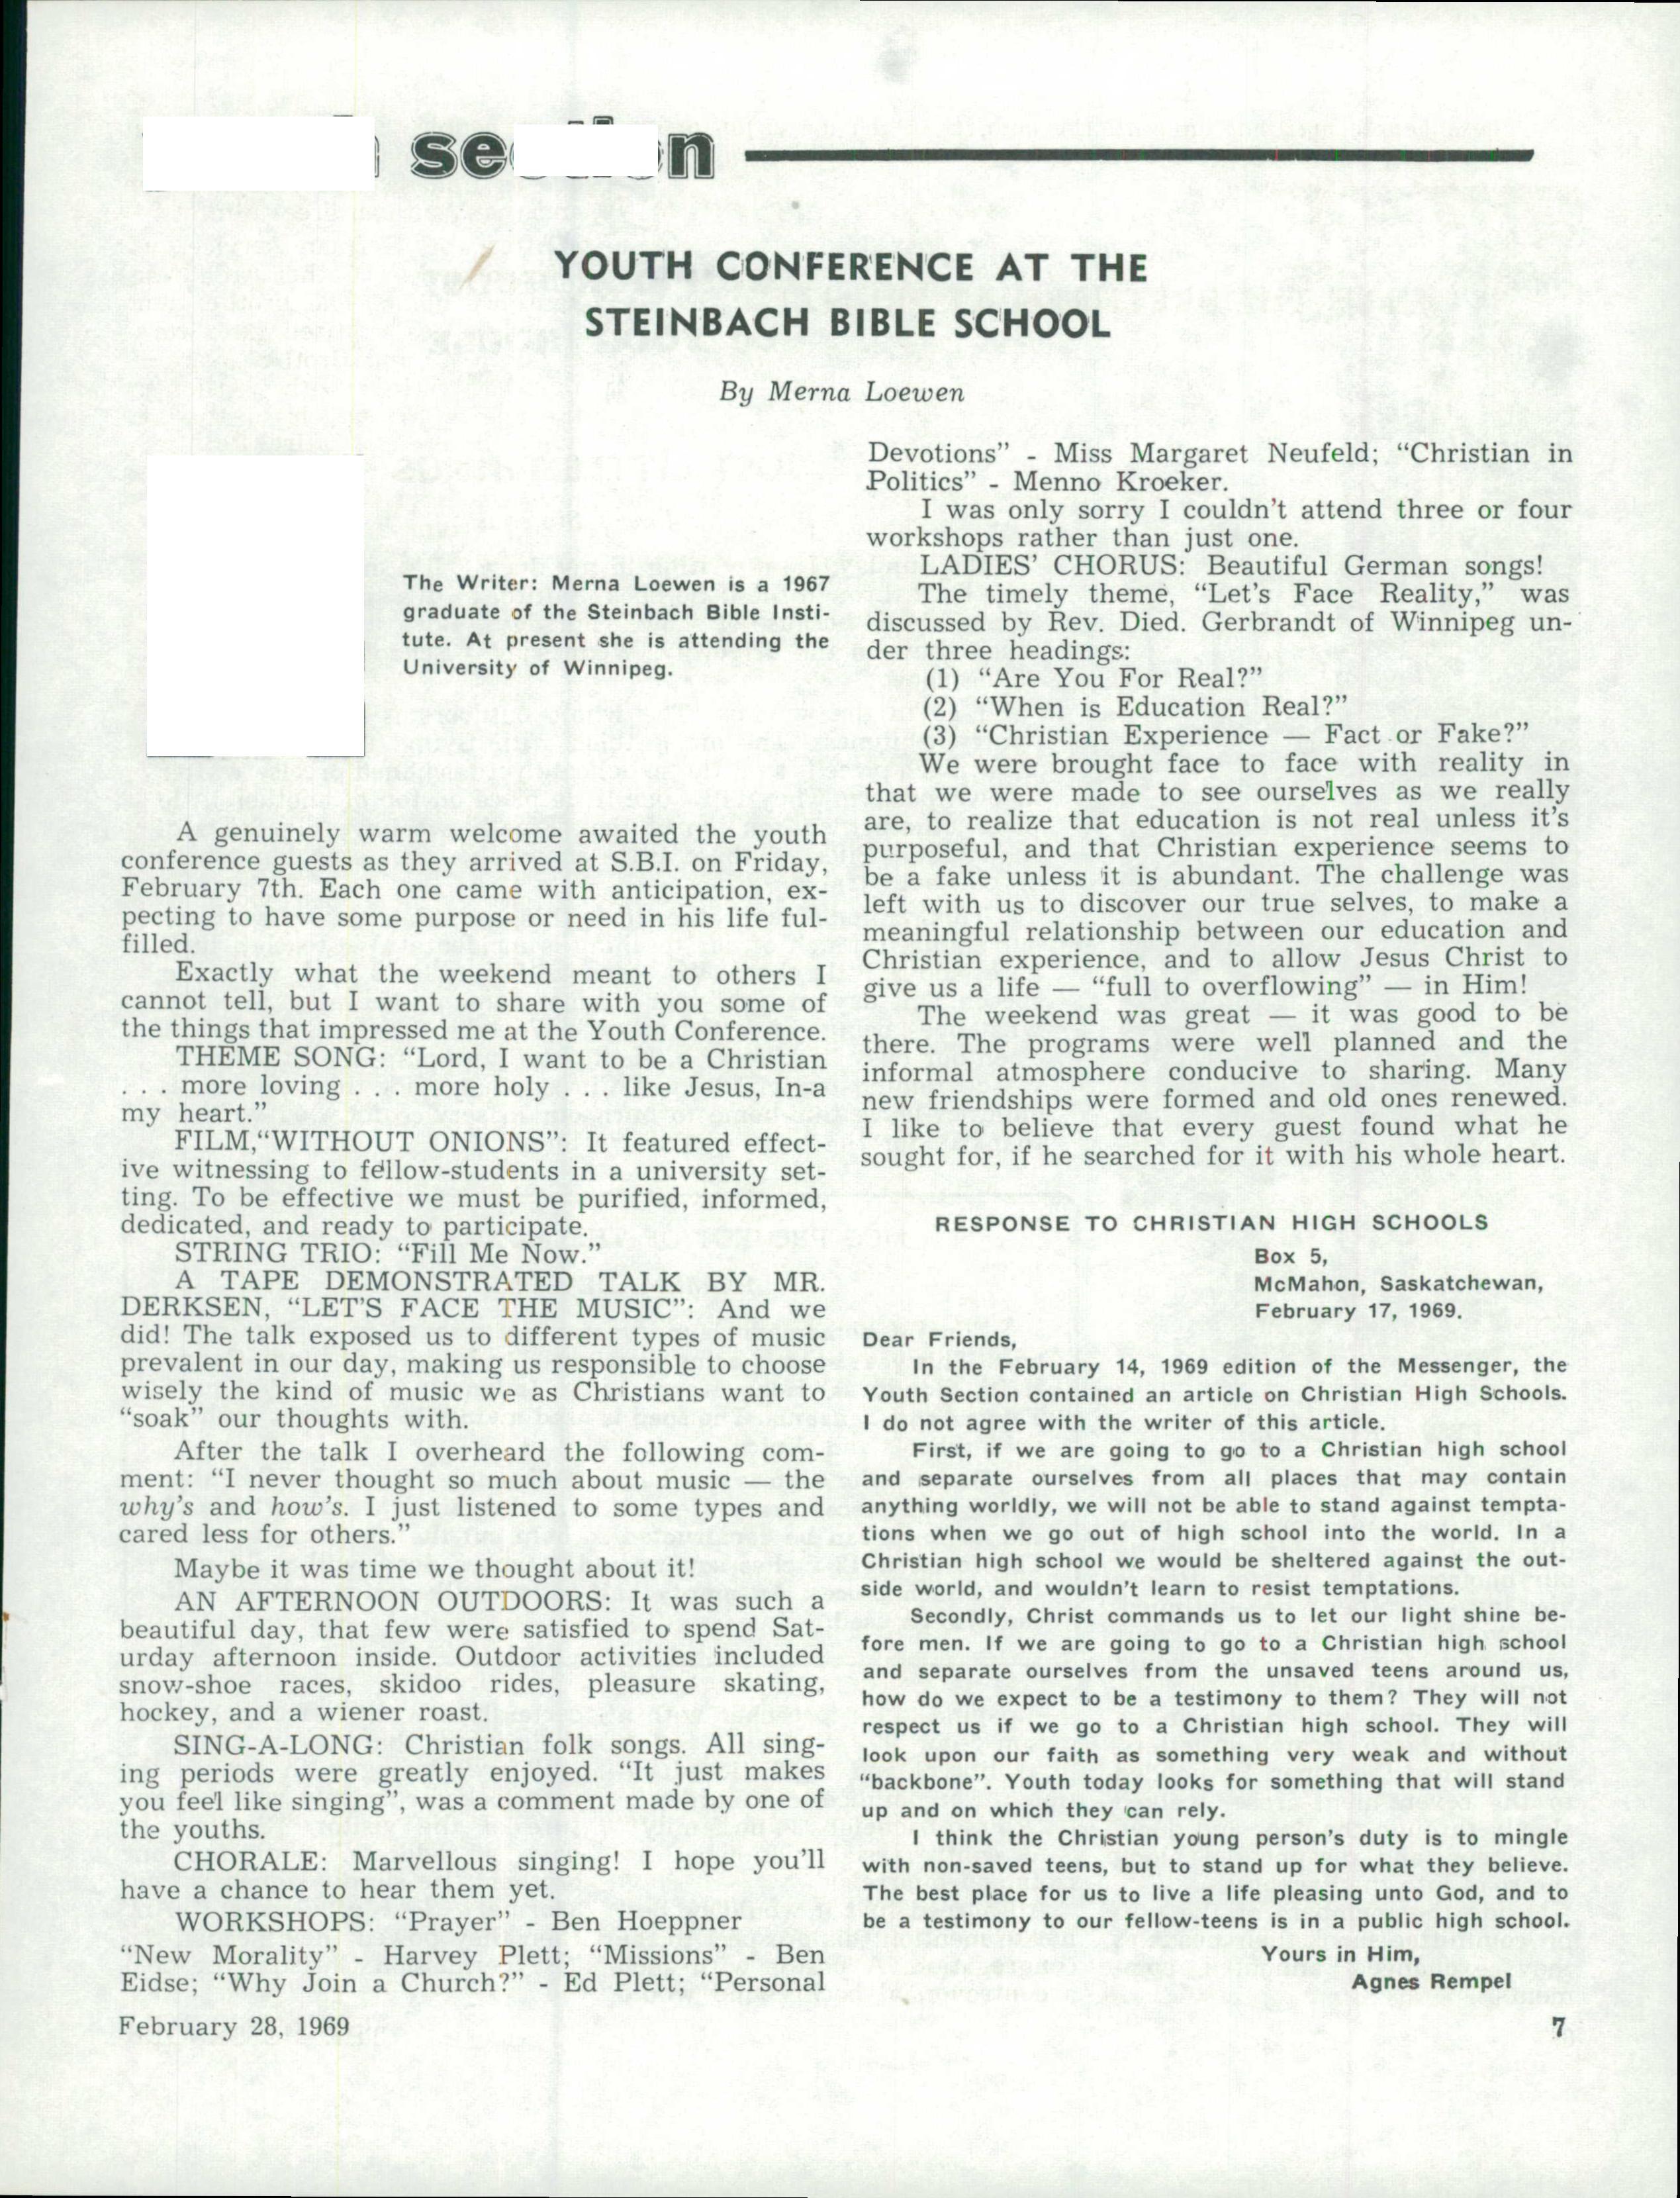 YOUTH CONFERENCE AT THE
STEINBACH BIBLE SCHOOL
By Merna Loewen
The Writer: Merna Loewen is a 1967
graduate of the Steinbach Bible Insti-
tute. At present she is attending the
University of Winnipeg.
A genuinely warm welcome awaited the youth
conference guests as they arrived at S.B.I. on Friday,
February 7th. Each one came with anticipation, ex-
pecting to have some purpose or need in his life ful-
filled.
Exactly what the weekend meant to others I
cannot tell, but I want to share with you some of
the things that impressed me at the Youth Conference.
THEME SONG: “Lord, I want to be a Christian
. . . more loving . . . more holy . . . like Jesus, In-a
my heart.”
FILM,“WITHOUT ONIONS”: It featured effect-
ive witnessing to fellow-students in a university set-
ting. To be effective we must be purified, informed,
dedicated, and ready to participate.
STRING TRIO: “Fill Me Now.”
A TAPE DEMONSTRATED TALK BY MR.
DERKSEN, “LET’S FACE THE MUSIC”: And we
did! The talk exposed us to different types of music
prevalent in our day, making us responsible to choose
wisely the kind of music we as Christians want to
“soak” our thoughts with.
After the talk I overheard the following com-
ment: “I never thought so much about music — the
why’s and how’s. I just listened to some types and
cared less for others.”
Maybe it was time we thought about it!
AN AFTERNOON OUTDOORS: It was such a
beautiful day, that few were satisfied to spend Sat-
urday afternoon inside. Outdoor activities included
snow-shoe races, skidoo rides, pleasure skating,
hockey, and a wiener roast.
SING-A-LONG: Christian folk songs. All sing-
ing periods were greatly enjoyed. “It just makes
you feel like singing”, was a comment made by one of
the youths.
CHORALE: Marvellous singing! I hope you’ll
have a chance to hear them yet.
WORKSHOPS: “Prayer” - Ben Hoeppner
“New Morality” - Harvey Plett; “Missions” - Ben
Eidse; “Why Join a Church?” - Ed Plett; “Personal
Devotions” - Miss Margaret Neufeld; “Christian in
Politics” - Menno Kroeker.
I was only sorry I couldn’t attend three or four
workshops rather than just one.
LADIES’ CHORUS: Beautiful German songs!
The timely theme, “Let’s Face Reality,” was
discussed by Rev. Died. Gerbrandt of Winnipeg un-
der three headings:
(1) “Are You For Real?”
(2) “When is Education Real?”
(3) “Christian Experience — Fact or Fake?”
We were brought face to face with reality in
that we were made to see ourselves as we really
are, to realize that education is not real unless it’s
purposeful, and that Christian experience seems to
be a fake unless it is abundant. The challenge was
left with us to discover our true selves, to make a
meaningful relationship between our education and
Christian experience, and to allow Jesus Christ to
give us a life — “full to overflowing” — in Him!
The weekend was great — it was good to be
there. The programs were well planned and the
informal atmosphere conducive to sharing. Many
new friendships were formed and old ones renewed.
I like to believe that every guest found what he
sought for, if he searched for it with his whole heart.
RESPONSE TO CHRISTIAN HIGH SCHOOLS
Box 5,
McMahon, Saskatchewan,
February 17, 1969.
Dear Friends,
In the February 14, 1969 edition of the Messenger, the
Youth Section contained an article on Christian High Schools.
I do not agree with the writer of this article.
First, if we are going to go to a Christian high school
and separate ourselves from all places that may contain
anything worldly, we will not be able to stand against tempta-
tions when we go out of high school into the world. In a
Christian high school we would be sheltered against the out-
side world, and wouldn’t learn to resist temptations.
Secondly, Christ commands us to let our light shine be-
fore men. If we are going to go to a Christian high school
and separate ourselves from the unsaved teens around us,
how do we expect to be a testimony to them? They will not
respect us if we go to a Christian high school. They will
look upon our faith as something very weak and without
“backbone”. Youth today looks for something that will stand
up and on which they can rely.
I think the Christian young person’s duty is to mingle
with non-saved teens, but to stand up for what they believe.
The best place for us to live a life pleasing unto God, and to
be a testimony to our fellow-teens is in a public high school.
Yours in Him,
Agnes Rempel
February 28, 1969
7